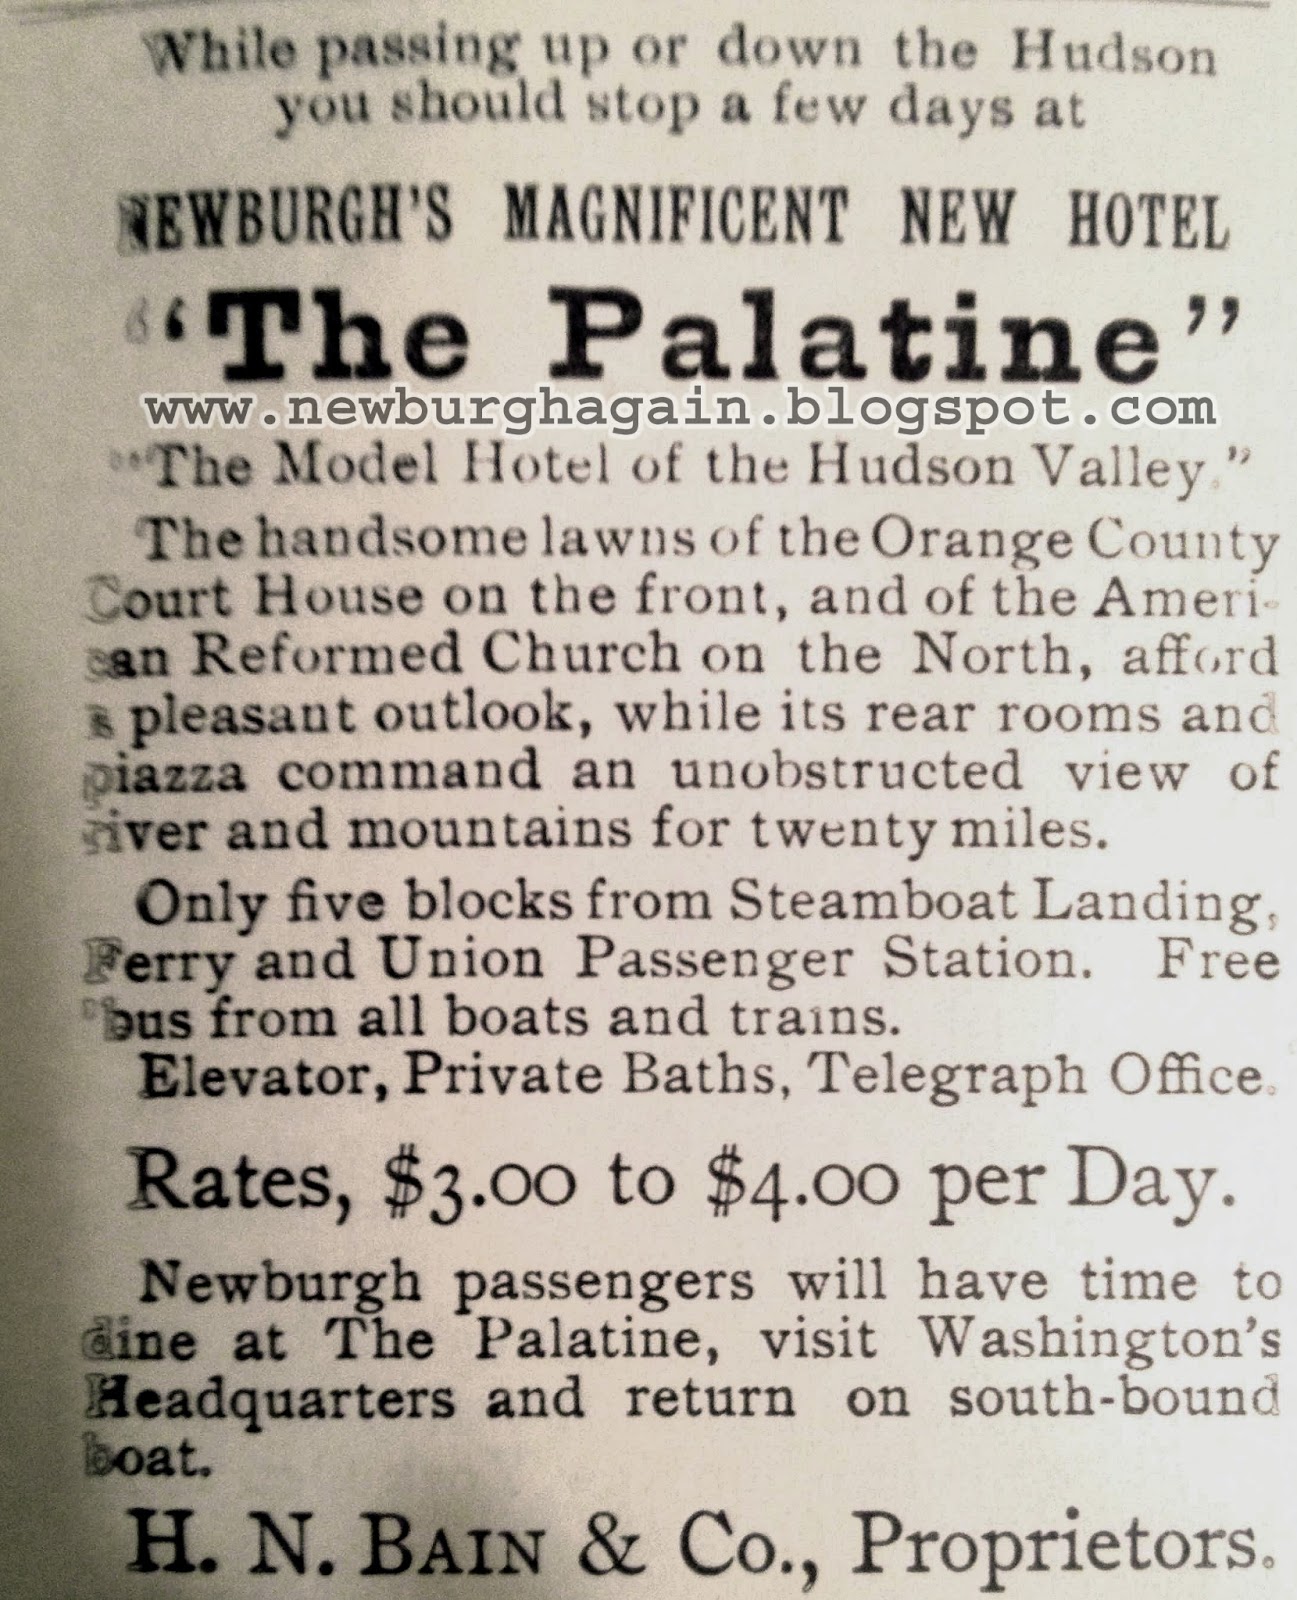 While passing up or down the Hudson
you should stop a few days at
NEWBURGH'S MAGNIFICENT NEW HOTEL
"The Palatine"
www.newburghagain.blogspot.com
"The Model Hotel of the Hudson Valley."
The handsome lawns of the Orange County
Court House on the front, and of the Ameri-
can Reformed Church on the North, afford
a pleasant outlook, while its rear rooms and
piazza command an unobstructed view of
river and mountains for twenty miles.
Only five blocks from Steamboat Landing,
Ferry and Union Passenger Station. Free
'bus from all boats and trains.
Elevator, Private Baths, Telegraph Office.
Rates, $3.00 to $4.00 per Day.
Newburgh passengers will have time to
dine at The Palatine, visit Washington's
Headquarters and return on south-bound
boat.
H. N. BAIN & Co., Proprietors.